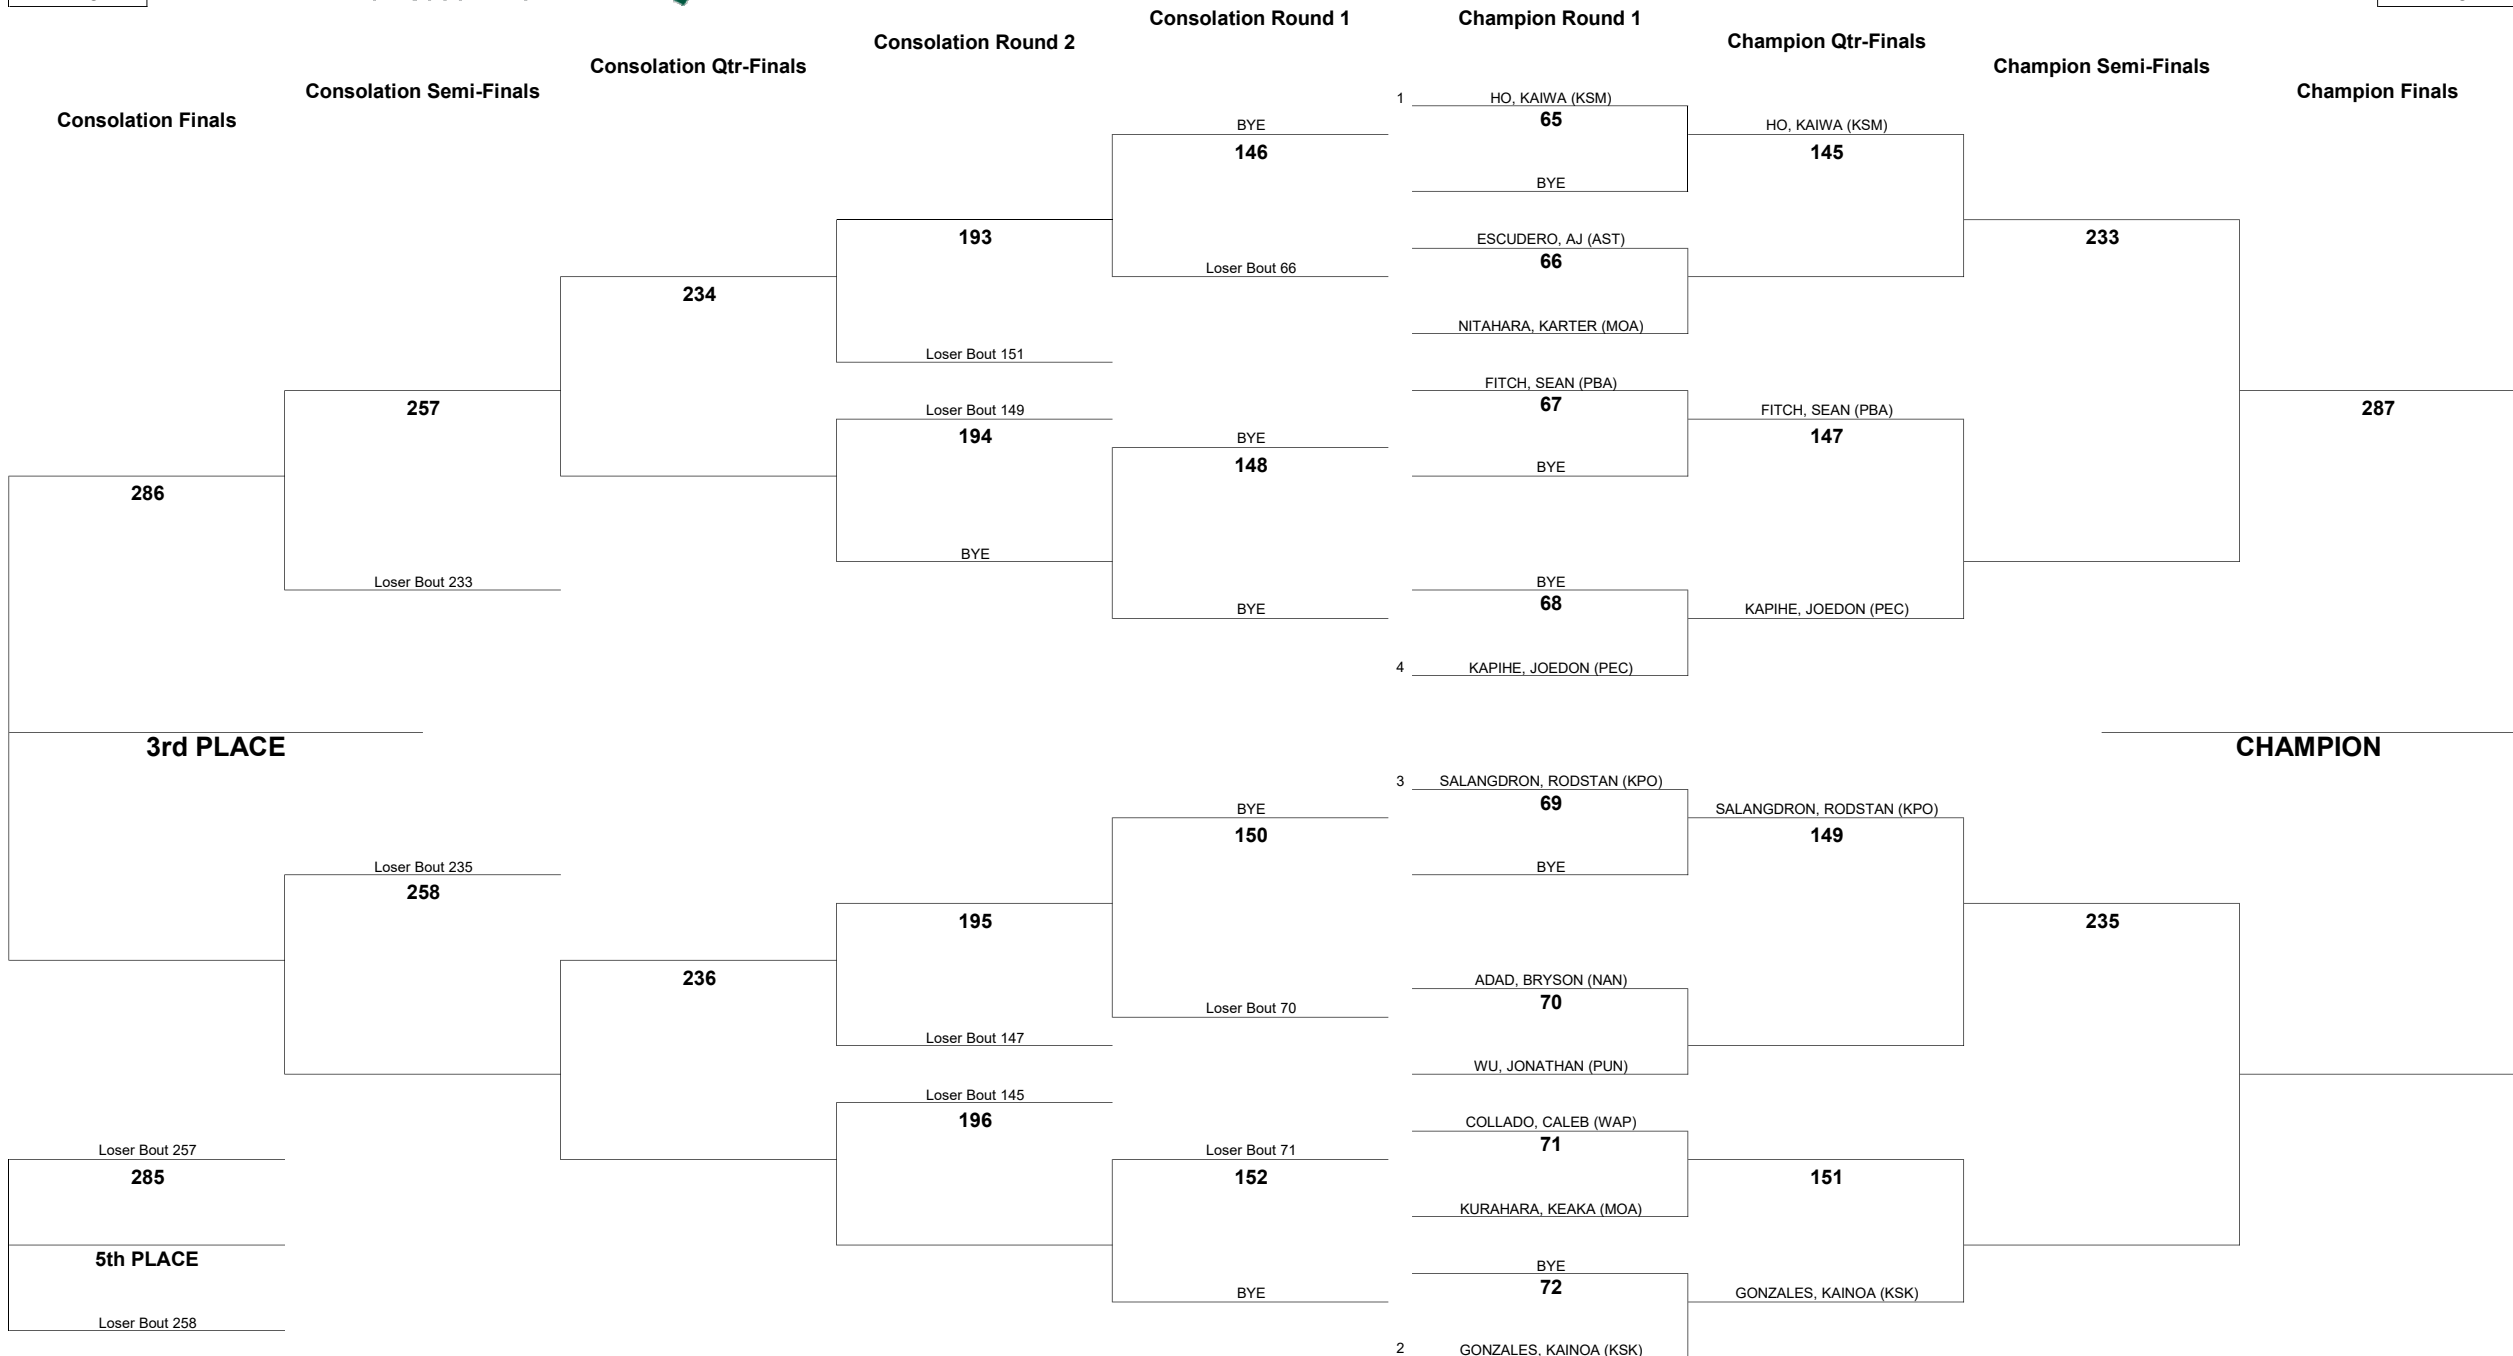 Consolation Round 1
Champion Round 1
Consolation Round 2
Champion Qtr-Finals
Consolation Qtr-Finals
Champion Semi-Finals
Consolation Semi-Finals
Champion Finals
Consolation Finals
1 HO, KAIWA (KSM)
65
BYE
HO, KAIWA (KSM)
146
145
BYE
193
ESCUDERO, AJ (AST)
233
66
Loser Bout 66
234
NITAHARA, KARTER (MOA)
Loser Bout 151
FITCH, SEAN (PBA)
257
Loser Bout 149
67
FITCH, SEAN (PBA)
287
194
BYE
147
148
BYE
286
BYE
Loser Bout 233
BYE
68
BYE
KAPIHE, JOEDON (PEC)
4 KAPIHE, JOEDON (PEC)
3rd PLACE
CHAMPION
3 SALANGDRON, RODSTAN (KPO)
69
BYE
SALANGDRON, RODSTAN (KPO)
150
149
Loser Bout 235
BYE
258
195
235
236
ADAD, BRYSON (NAN)
70
Loser Bout 70
Loser Bout 147
WU, JONATHAN (PUN)
Loser Bout 145
196
COLLADO, CALEB (WAP)
71
Loser Bout 257
Loser Bout 71
285
152
151
KURAHARA, KEAKA (MOA)
5th PLACE
BYE
72
BYE
GONZALES, KAINOA (KSK)
Loser Bout 258
2 GONZALES, KAINOA (KSK)